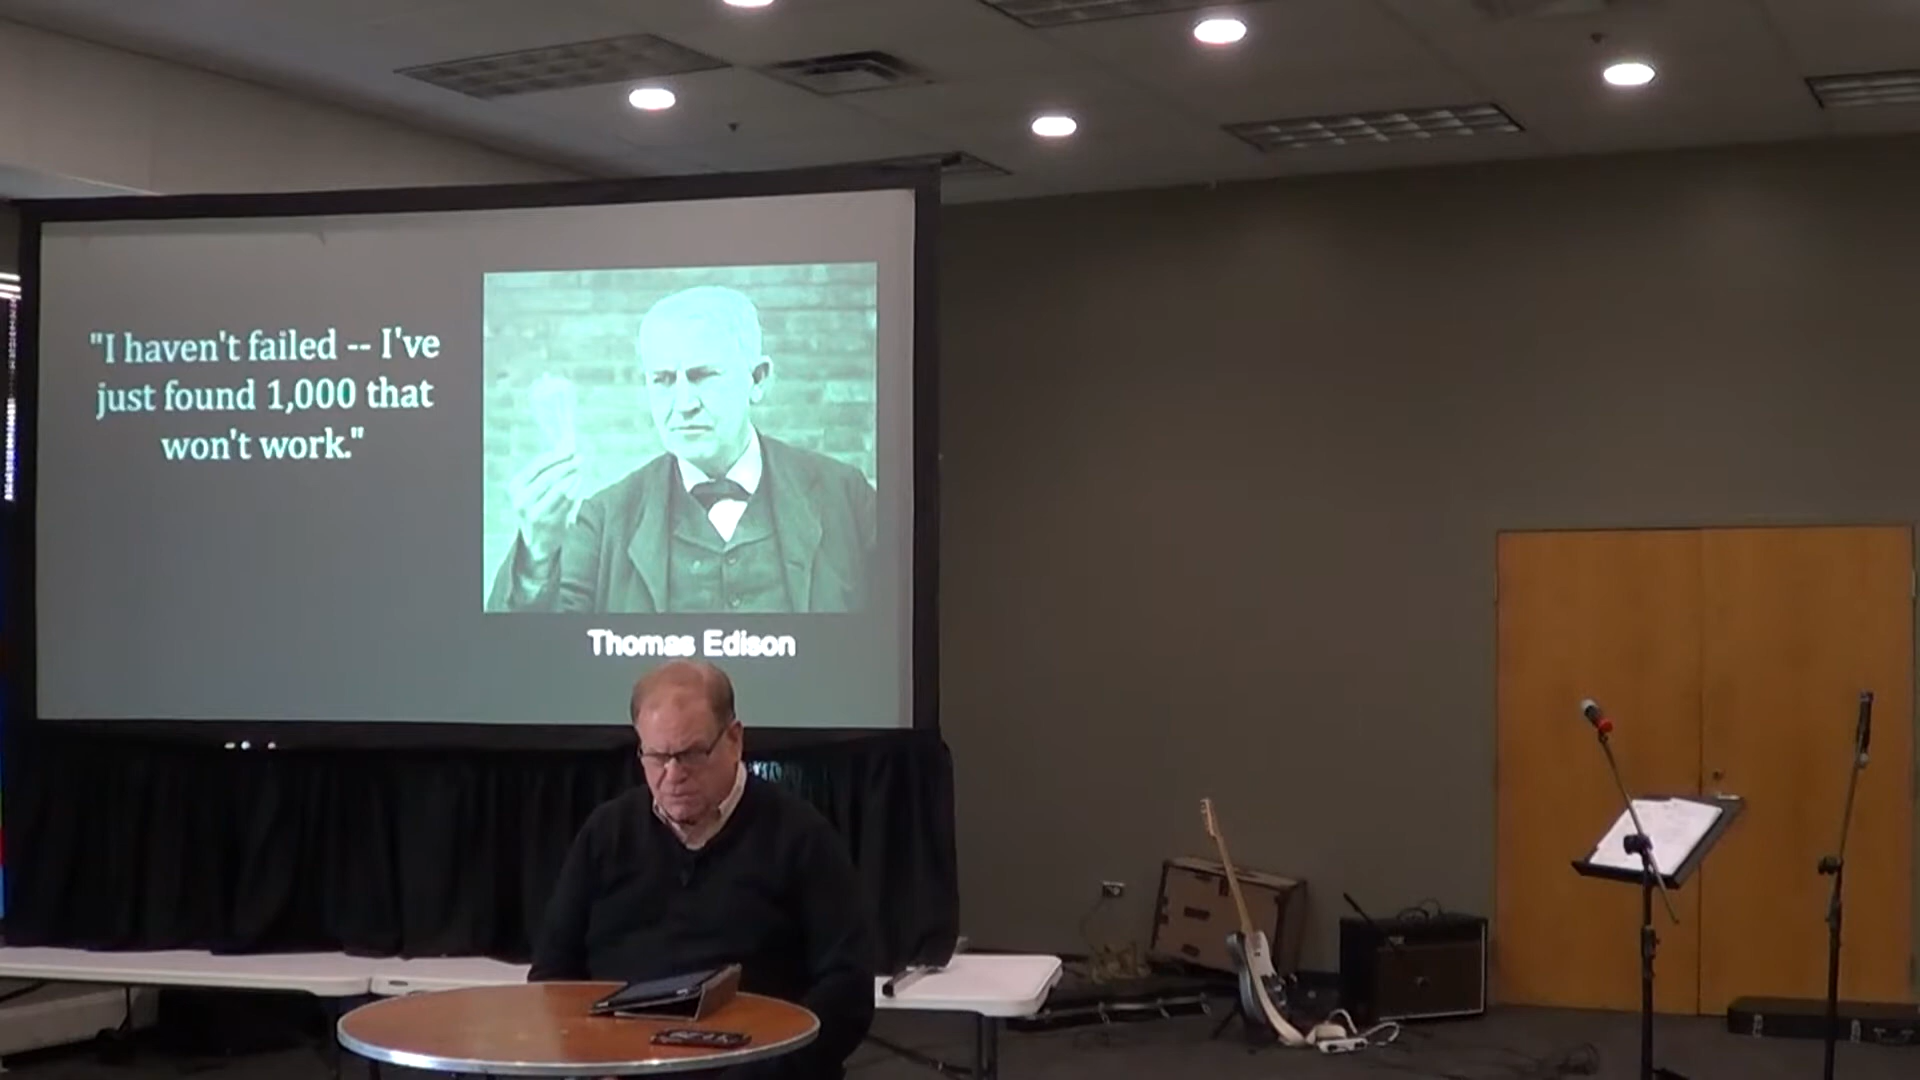 "I haven't failed -- I've
just found 1,000 that
won't work."
Thomas Edison